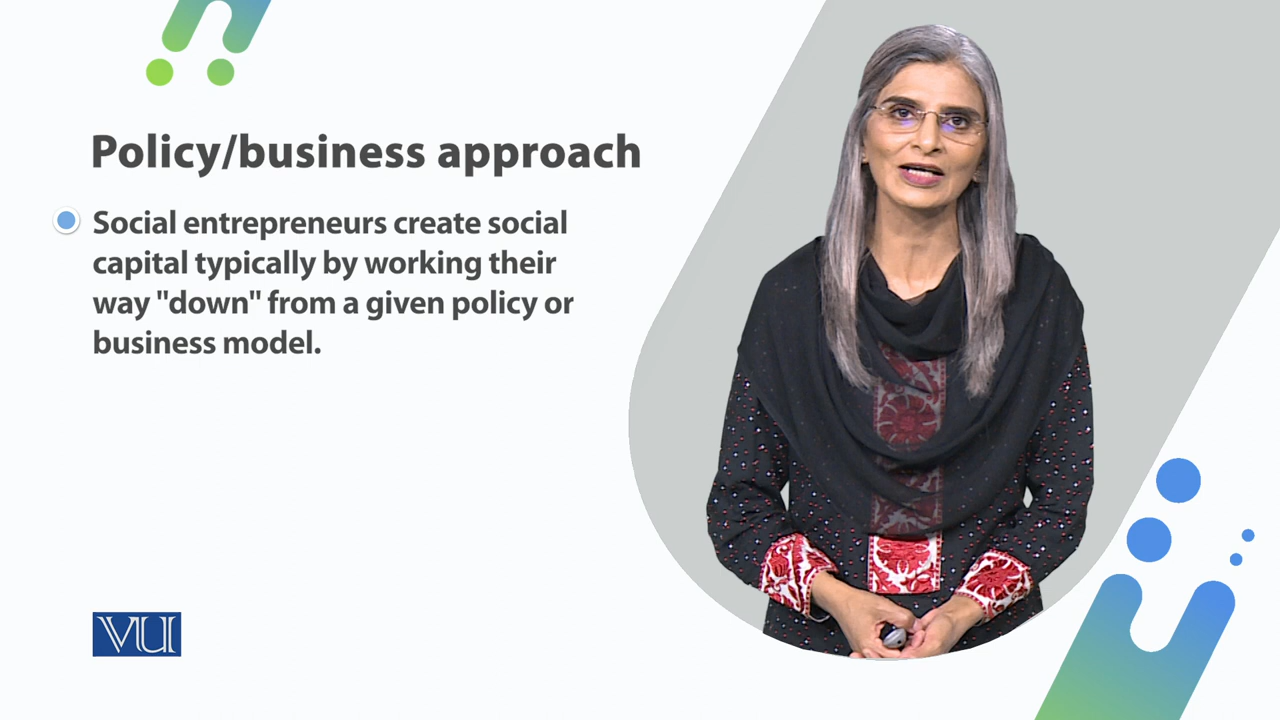 Policy/business approach
Social entrepreneurs create social
capital typically by working their
way "down" from a given policy or
business model.
VU